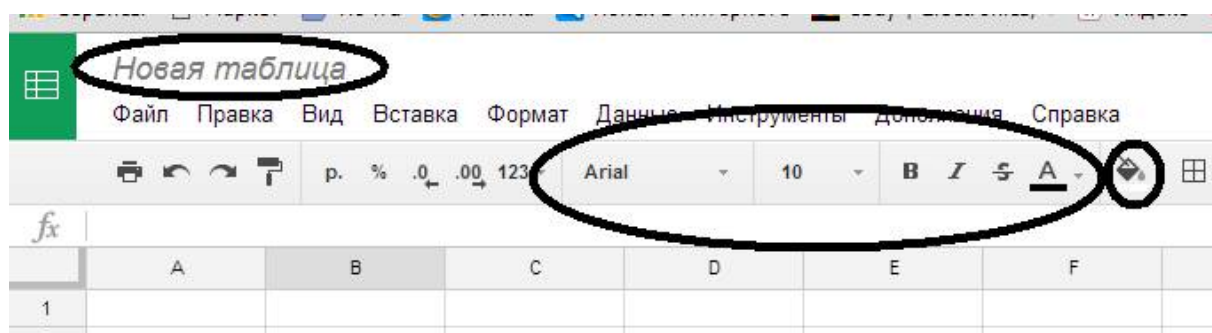 Новая таблица
Файл Правка Вид Вставка Формат Данные Инструменты Дополнения Справка
р. % .0 .00 123 Arial 10 B I S A
fx
A B C D E F
1